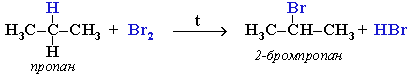 H Br
H₃C–C–CH₃ + Br₂ t H₃C–CH–CH₃ + HBr
H
пропан 2-бромпропан